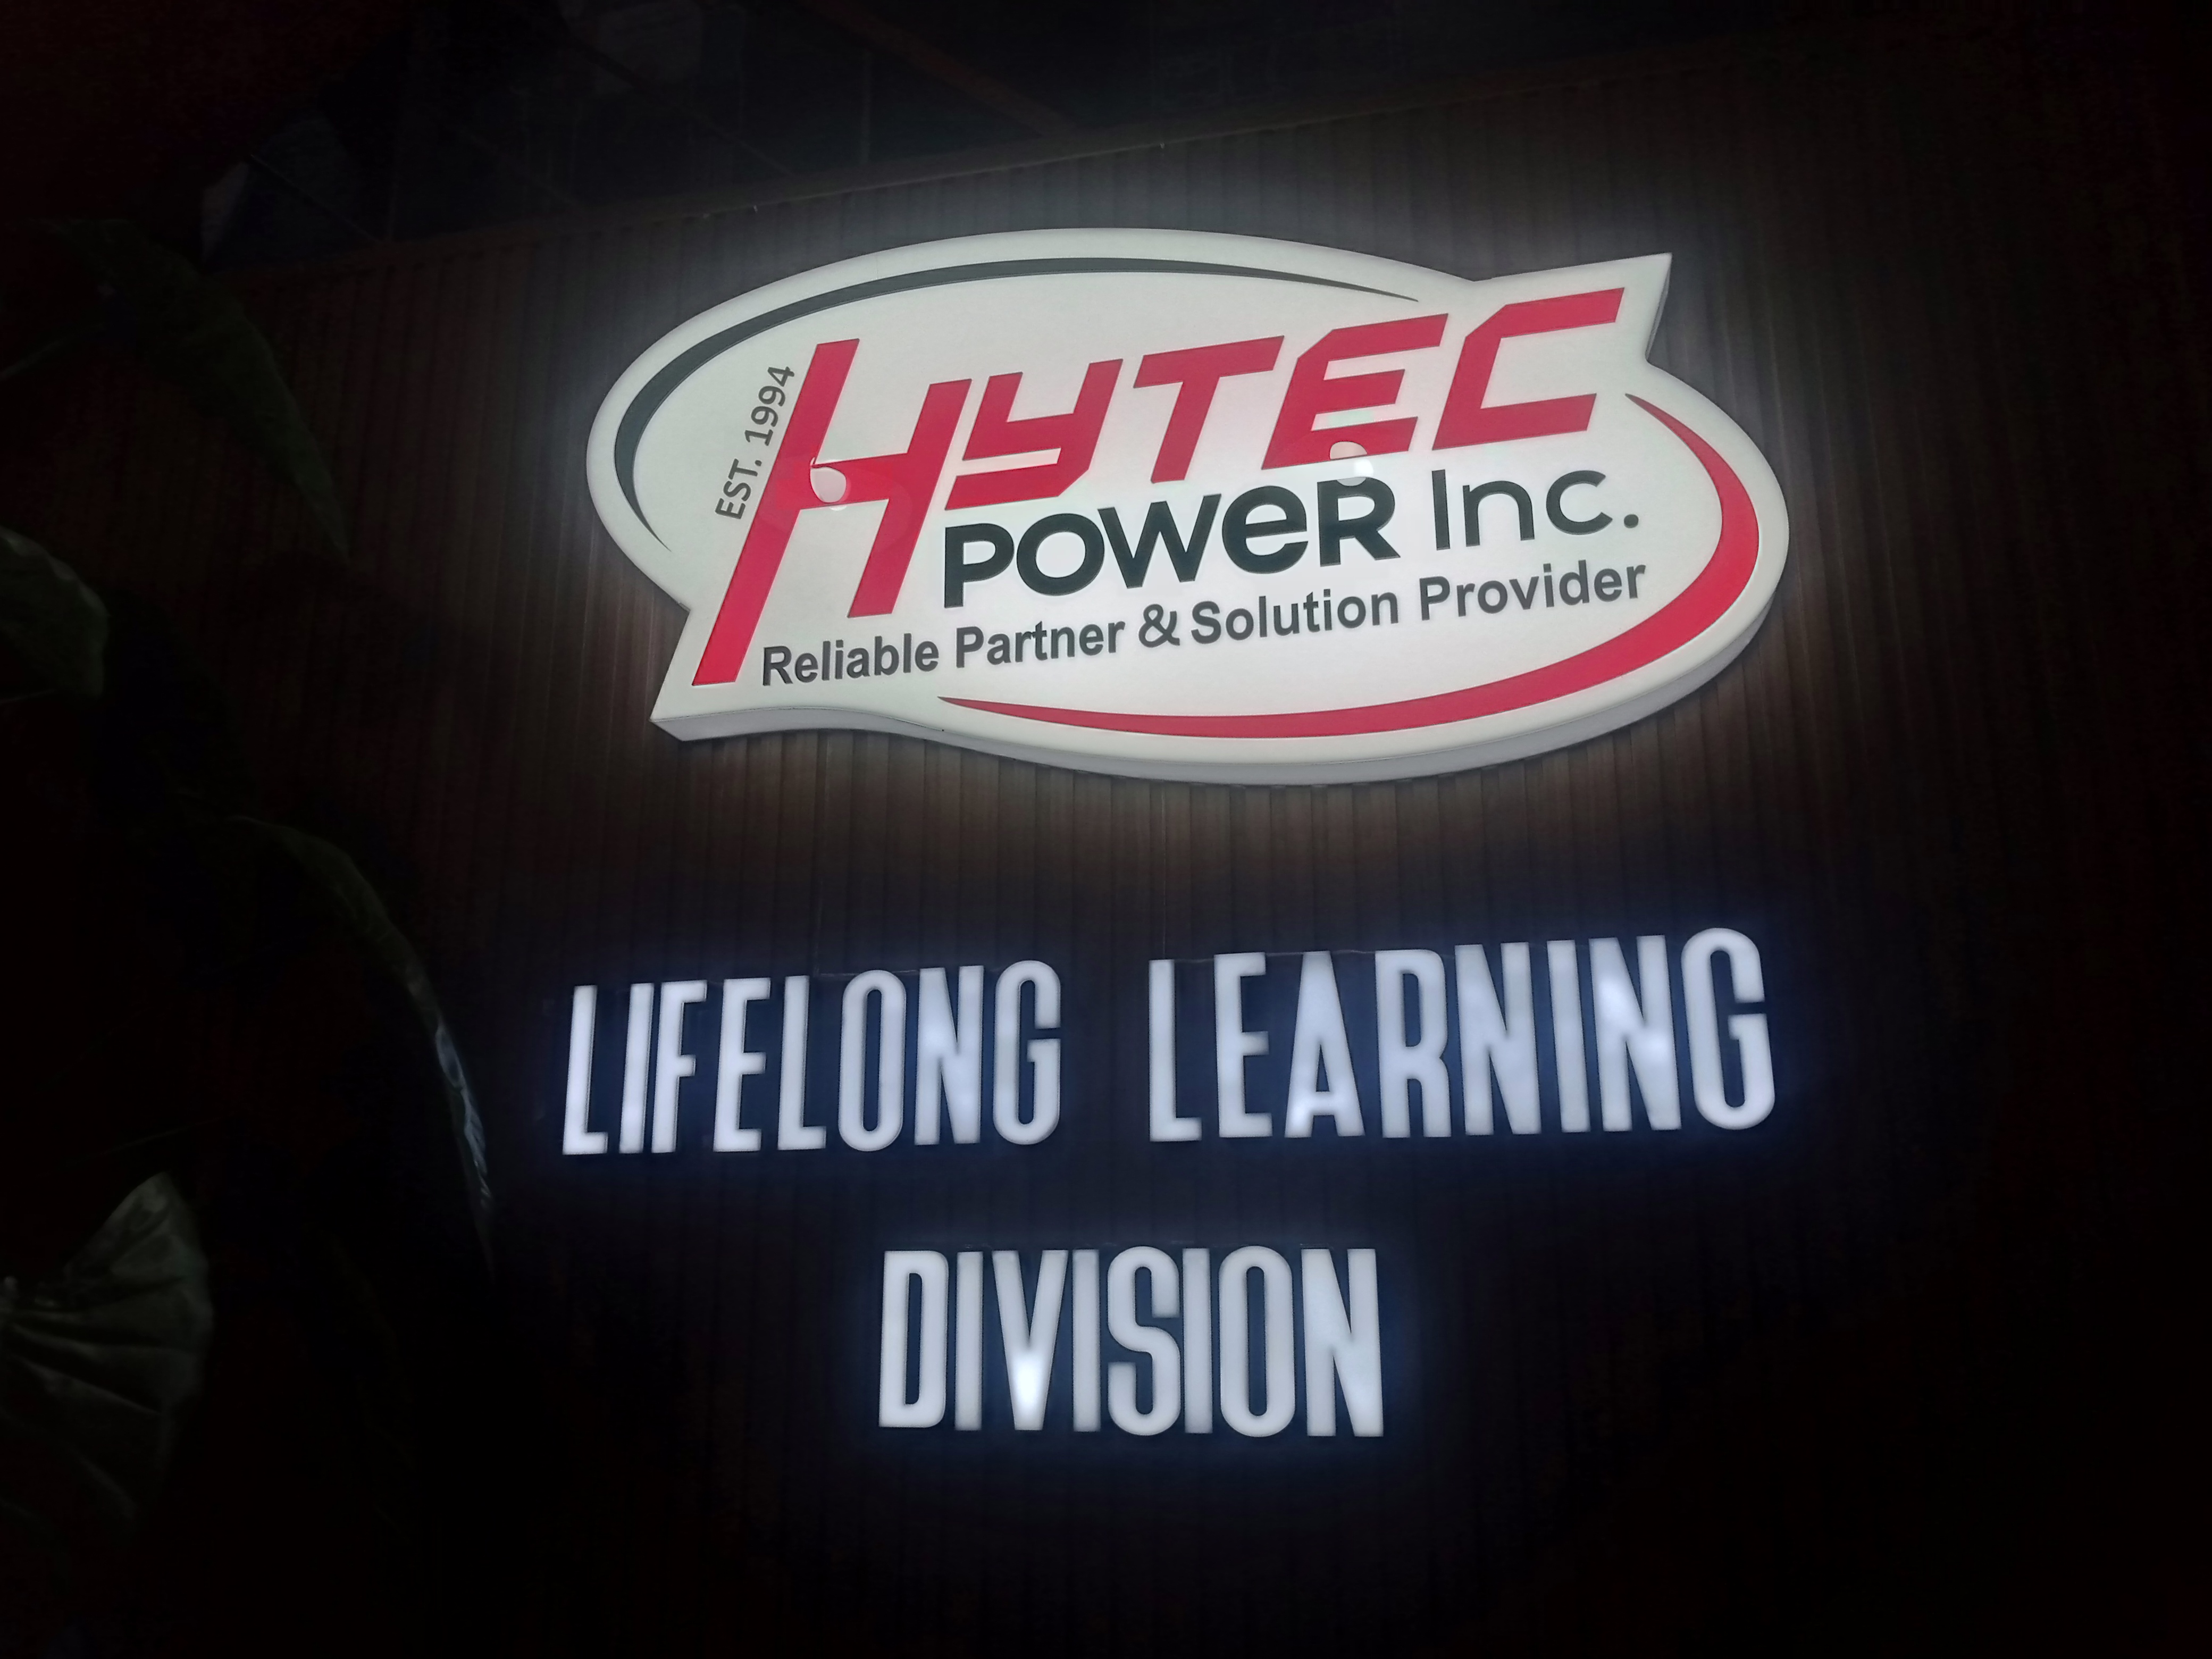 EST. 1994
HYTEC
POWER Inc.
Reliable Partner & Solution Provider
LIFELONG LEARNING
DIVISION